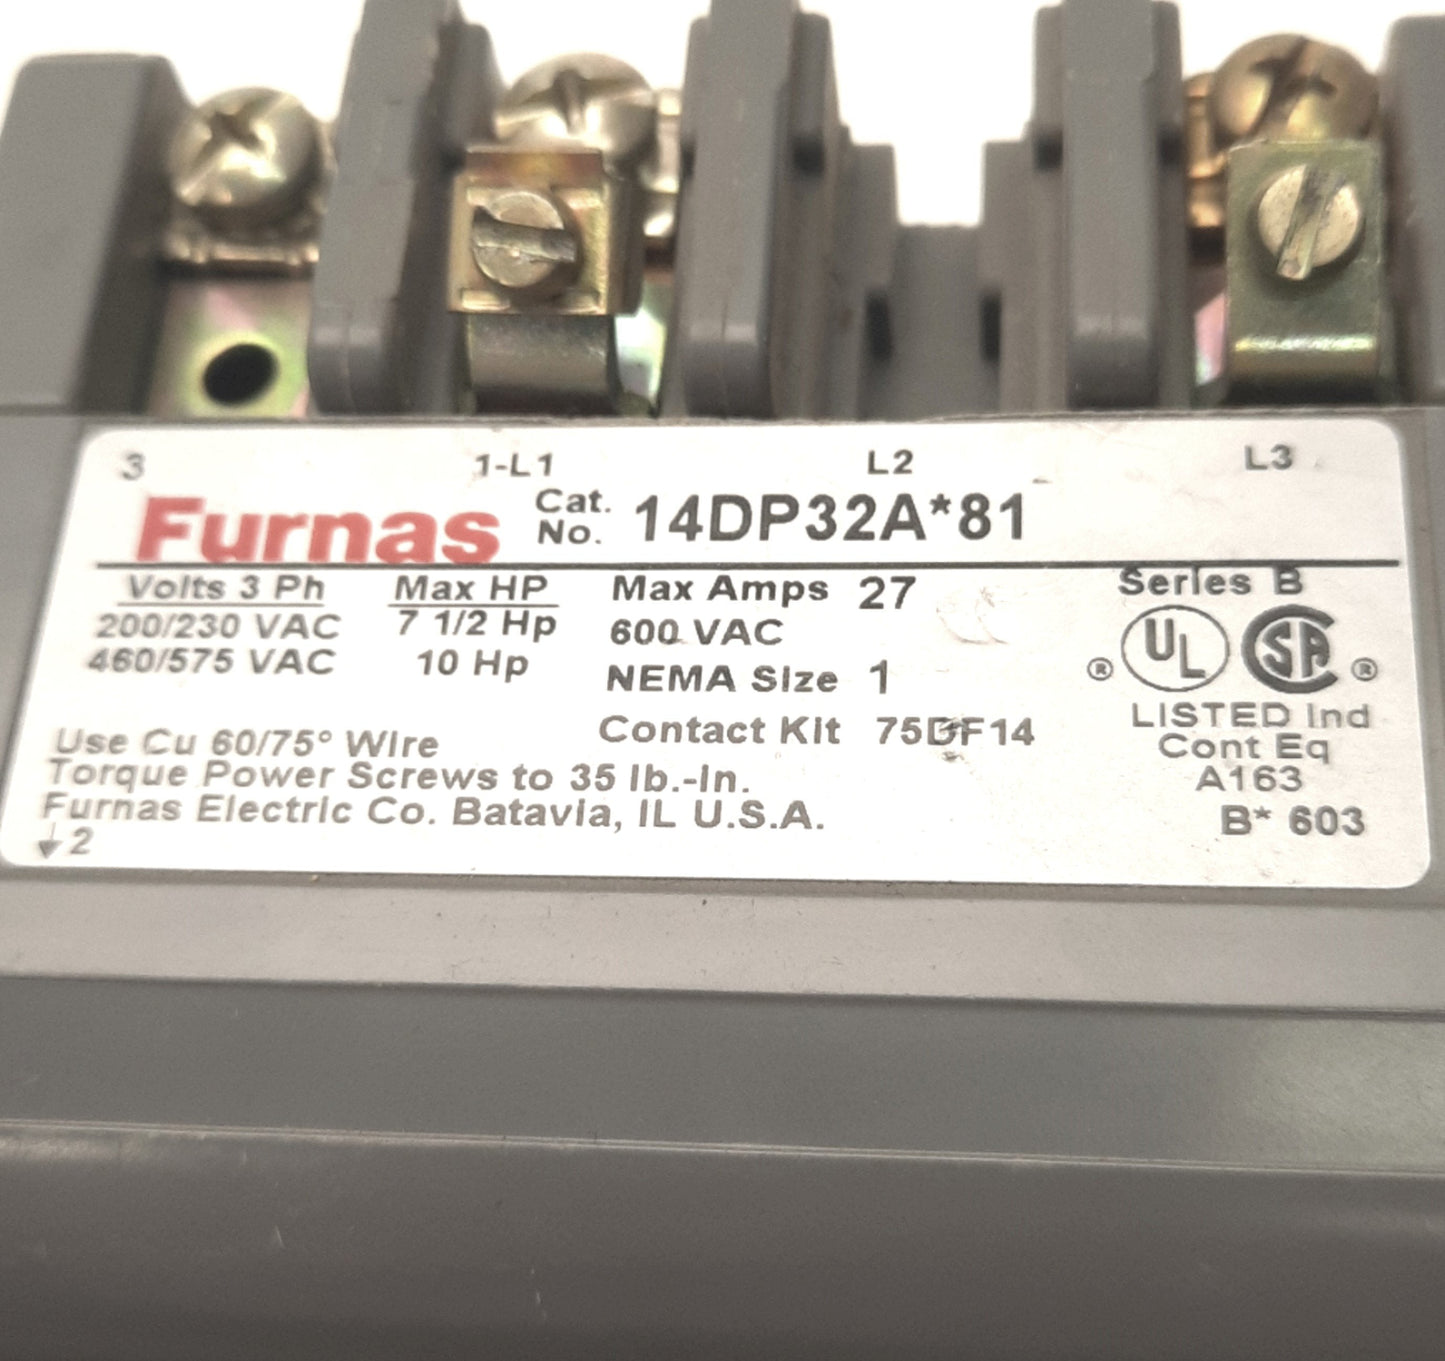 3 1-L1 L2 L3
Furnas Cat. No. 14DP32A*81
Volts 3 Ph Max HP Max Amps 27 Series B
200/230 VAC 7 1/2 Hp 600 VAC
460/575 VAC 10 Hp NEMA Size 1
® UL SA ®
Contact Kit 75DF14 LISTED Ind
Use Cu 60/75° Wire Cont Eq
Torque Power Screws to 35 lb.-In. A163
Furnas Electric Co. Batavia, IL U.S.A. B* 603
↓2